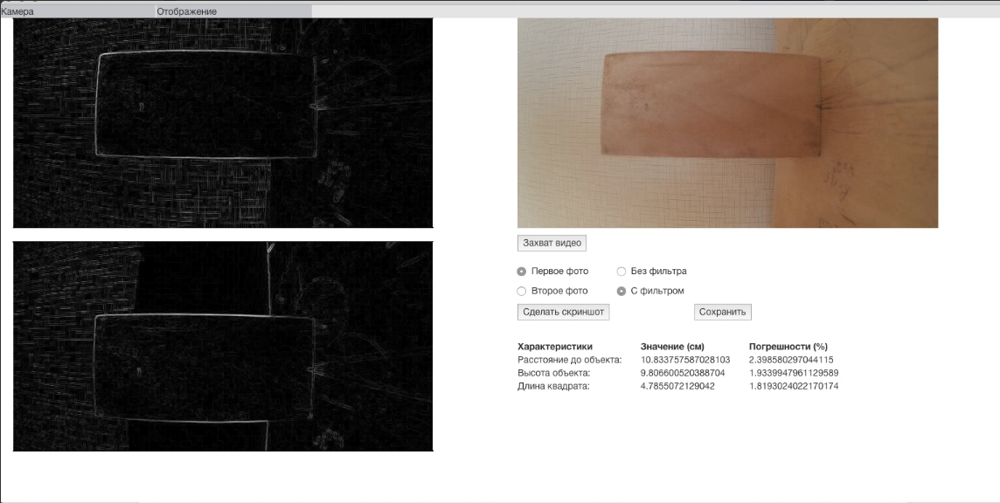 Камера Отображение
Захват видео
Первое фото Без фильтра
Второе фото С фильтром
Сделать скриншот Сохранить
Характеристики Значение (см) Погрешности (%)
Расстояние до объекта: 10.833757587028103 2.398580297044115
Высота объекта: 9.806600520388704 1.9339947961129589
Длина квадрата: 4.7855072129042 1.8193024022170174